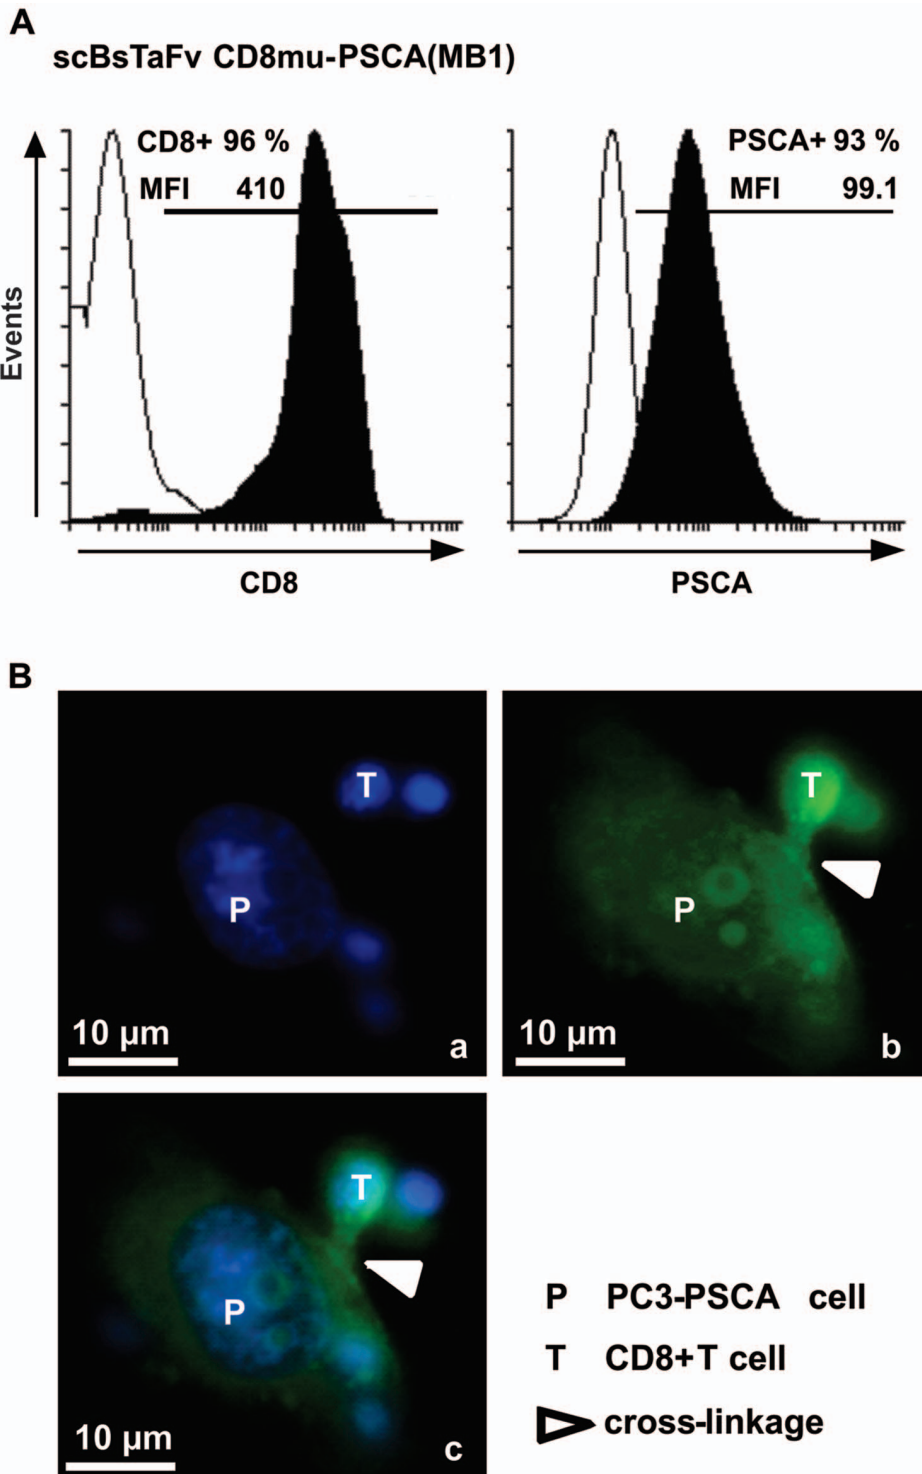 A
scBsTaFv CD8mu-PSCA(MB1)
CD8+ 96 %
MFI 410
PSCA+ 93 %
MFI 99.1
Events
CD8
PSCA
B
T
P
10 µm
a
T
P
10 µm
b
T
P
10 µm
c
P PC3-PSCA cell
T CD8+T cell
cross-linkage